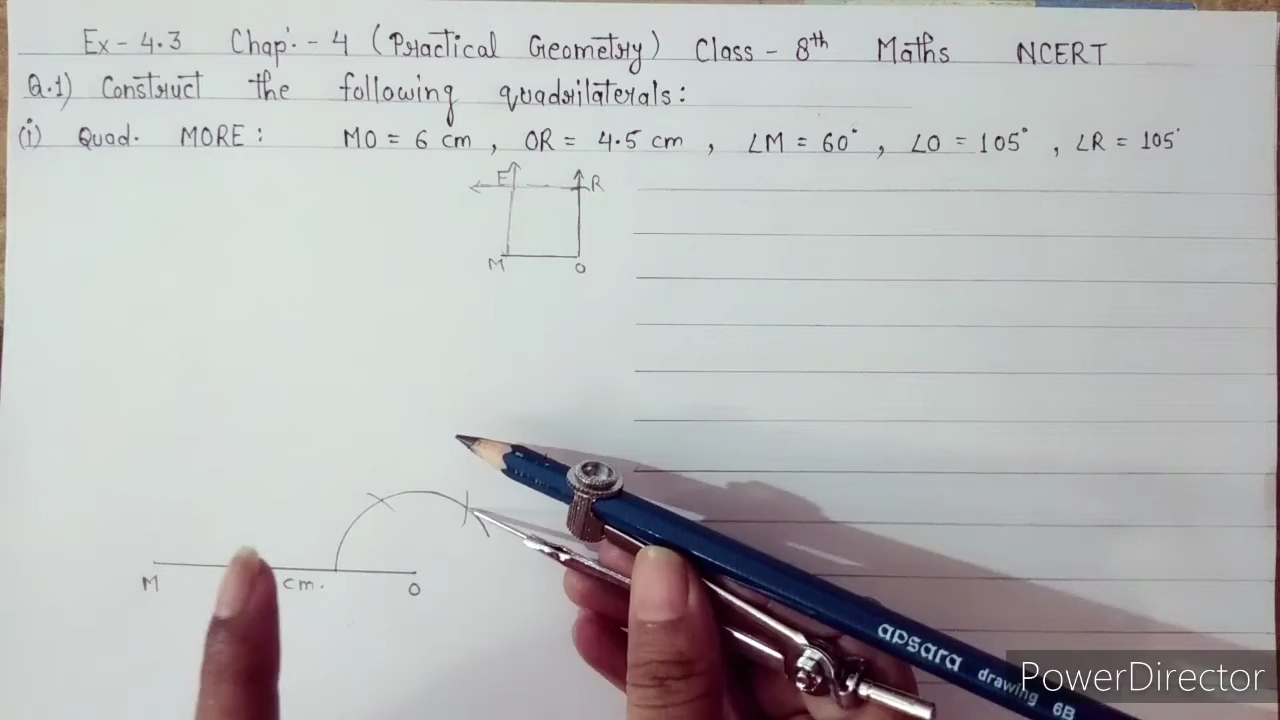 Ex - 4.3 Chap. - 4 (Practical Geometry) Class - 8th Maths NCERT
Q.1) Construct the following quadrilaterals:
(i) Quad. MORE: MO = 6 cm, OR = 4.5 cm, ∠M = 60°, ∠O = 105°, ∠R = 105°
E R
M O
M cm. O
apsara drawing 6B
PowerDirector